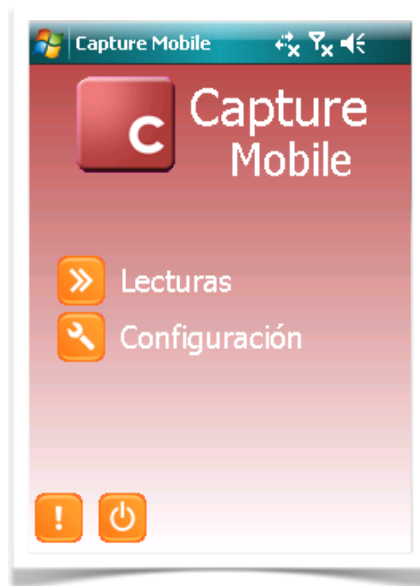 Capture Mobile
C
Capture
Mobile
Lecturas
Configuración
!